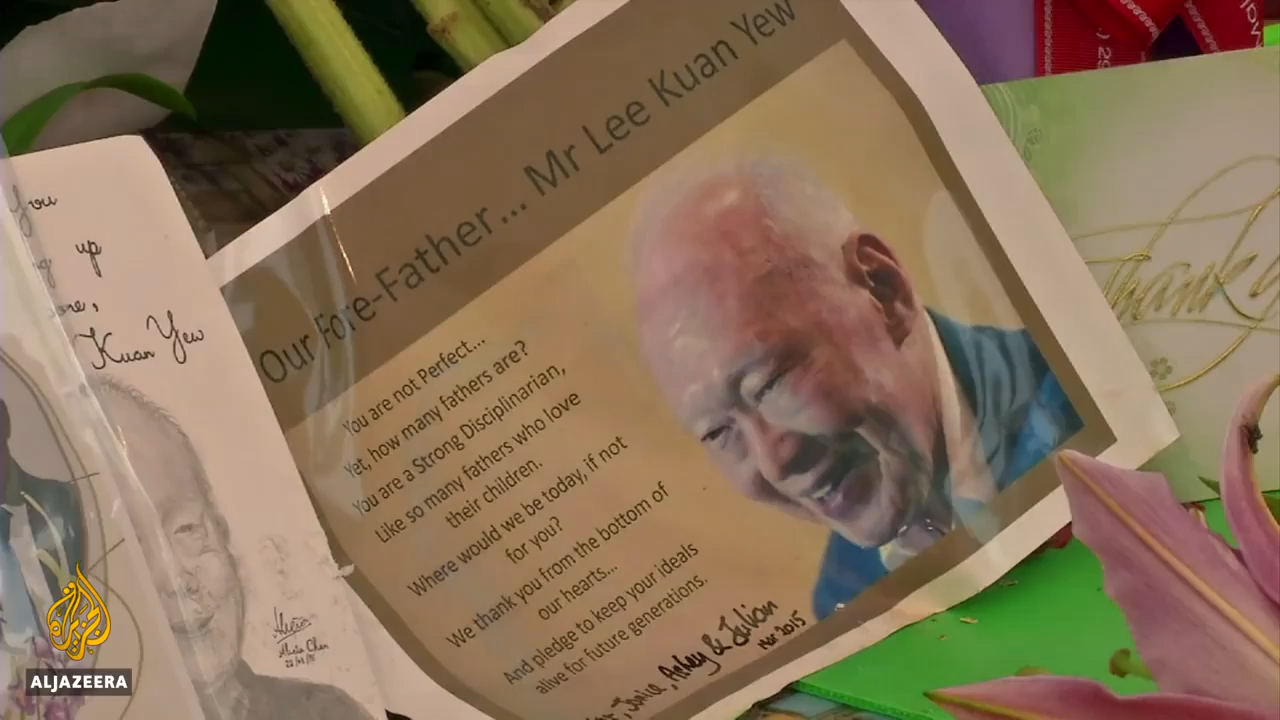 You
up
Kuan Yew
Our Fore-Father... Mr Lee Kuan Yew
You are not Perfect...
Yet, how many fathers are?
You are a Strong Disciplinarian,
Like so many fathers who love
their children.
Where would we be today, if not
for you?
We thank you from the bottom of
our hearts...
And pledge to keep your ideals
alive for future generations.
& Julian
Mar 2015
Thank
ALJAZEERA